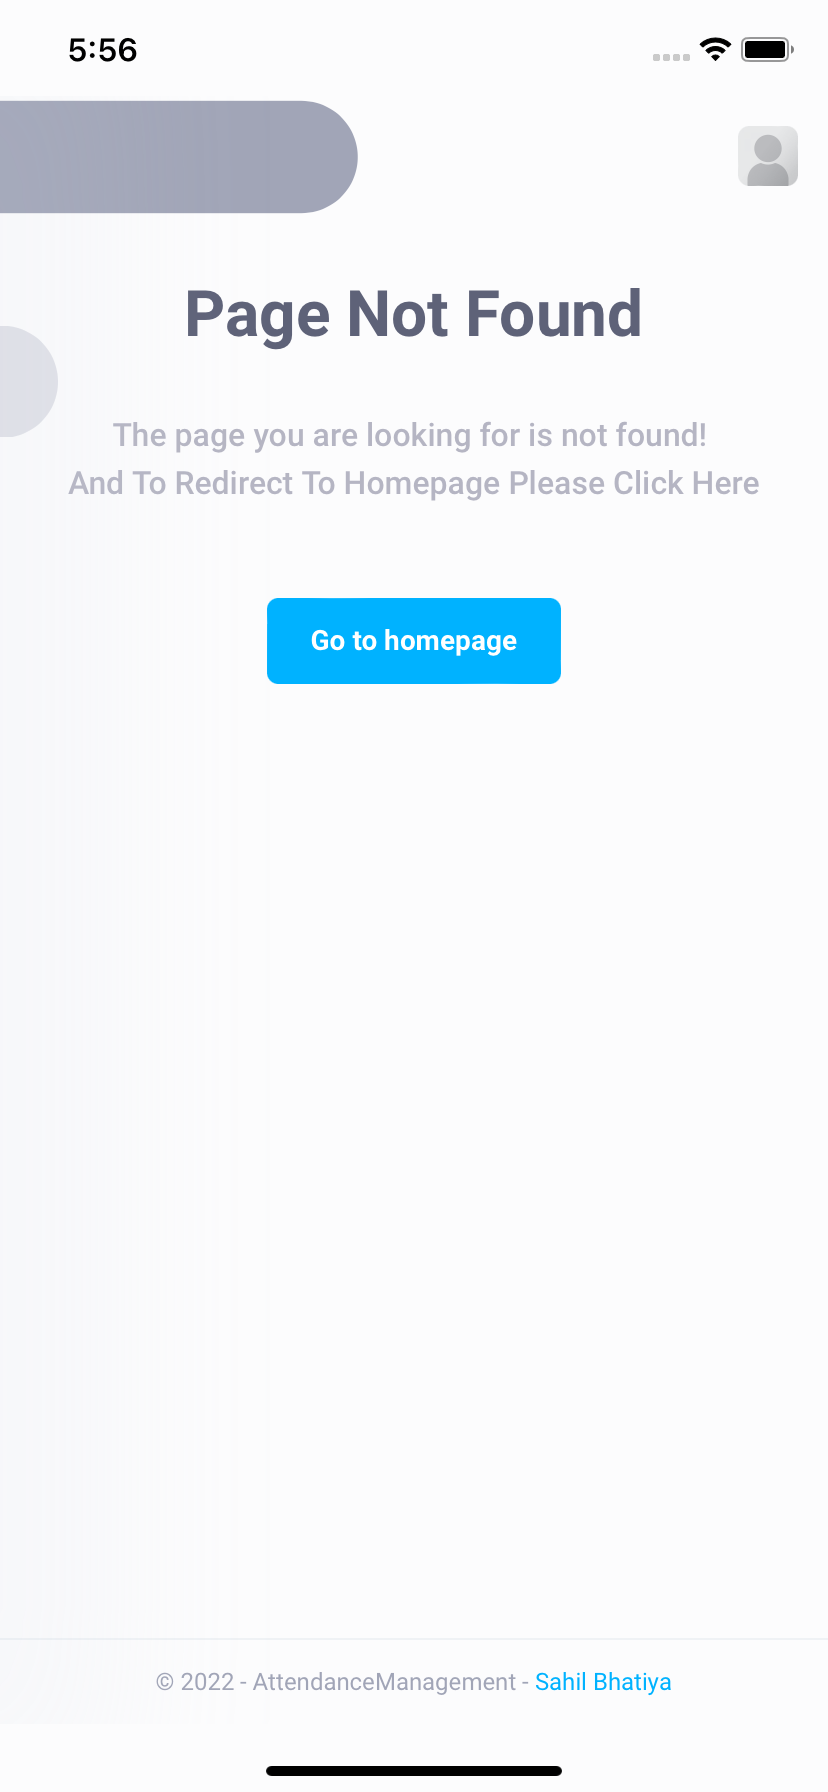 5:56
Page Not Found
The page you are looking for is not found!
And To Redirect To Homepage Please Click Here
Go to homepage
© 2022 - AttendanceManagement - Sahil Bhatiya